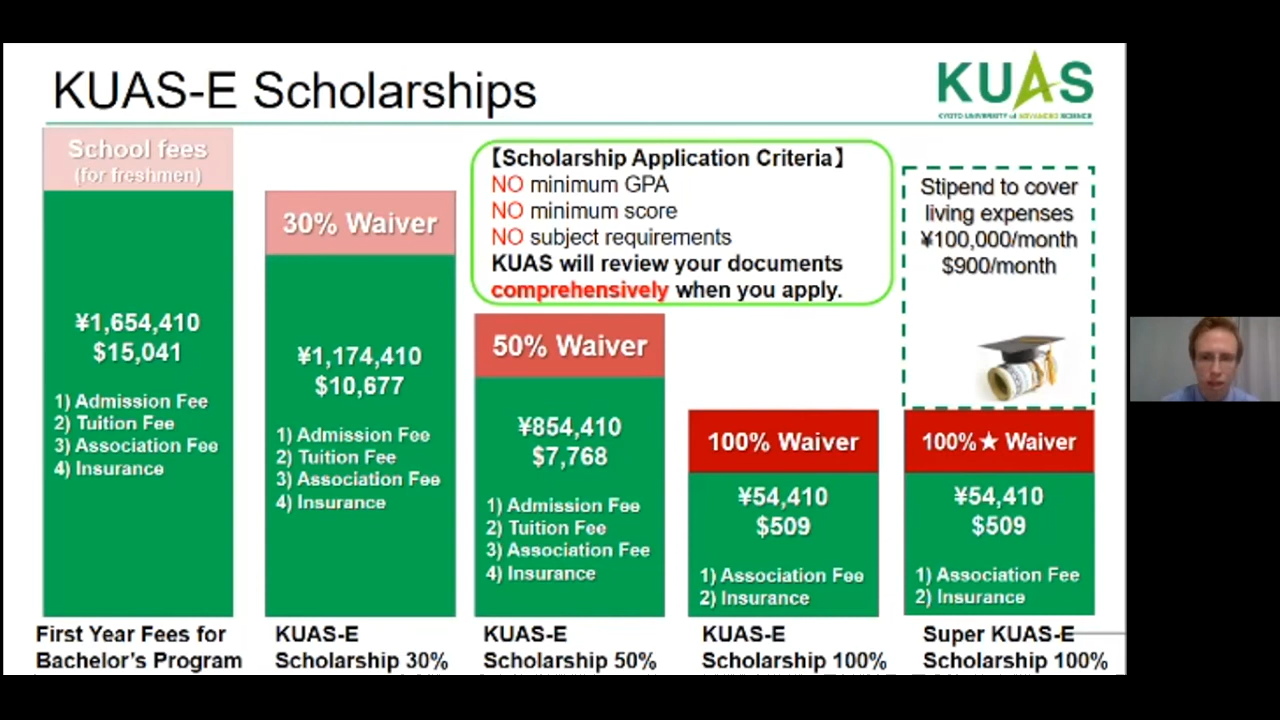 KUAS-E Scholarships
KUAS
KYOTO UNIVERSITY of ADVANCED SCIENCE
School fees
(for freshmen)
¥1,654,410
$15,041
1) Admission Fee
2) Tuition Fee
3) Association Fee
4) Insurance
First Year Fees for
Bachelor's Program
30% Waiver
¥1,174,410
$10,677
1) Admission Fee
2) Tuition Fee
3) Association Fee
4) Insurance
KUAS-E
Scholarship 30%
【Scholarship Application Criteria】
NO minimum GPA
NO minimum score
NO subject requirements
KUAS will review your documents
comprehensively when you apply.
50% Waiver
¥854,410
$7,768
1) Admission Fee
2) Tuition Fee
3) Association Fee
4) Insurance
KUAS-E
Scholarship 50%
100% Waiver
¥54,410
$509
1) Association Fee
2) Insurance
KUAS-E
Scholarship 100%
Stipend to cover
living expenses
¥100,000/month
$900/month
100%★ Waiver
¥54,410
$509
1) Association Fee
2) Insurance
Super KUAS-E
Scholarship 100%